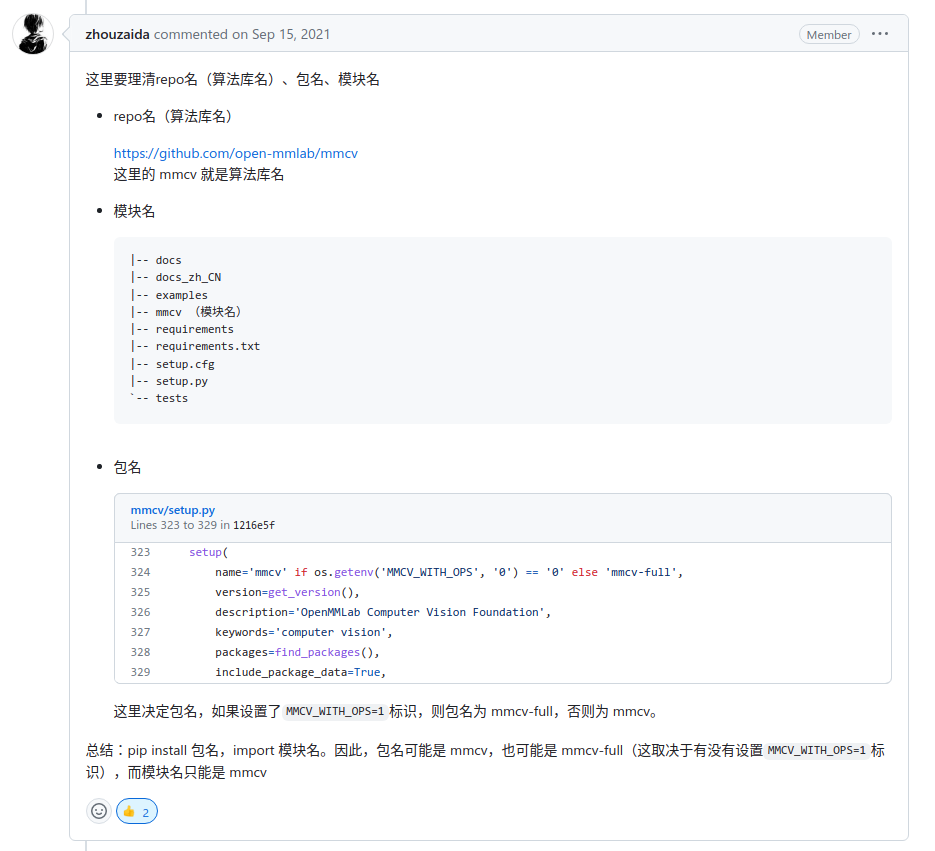 zhouzaida commented on Sep 15, 2021
Member
这里要理清repo名（算法库名）、包名、模块名
repo名（算法库名）
https://github.com/open-mmlab/mmcv
这里的 mmcv 就是算法库名
模块名
|-- docs
|-- docs_zh_CN
|-- examples
|-- mmcv （模块名）
|-- requirements
|-- requirements.txt
|-- setup.cfg
|-- setup.py
`-- tests
包名
mmcv/setup.py
Lines 323 to 329 in 1216e5f
323 setup(
324 name='mmcv' if os.getenv('MMCV_WITH_OPS', '0') == '0' else 'mmcv-full',
325 version=get_version(),
326 description='OpenMMLab Computer Vision Foundation',
327 keywords='computer vision',
328 packages=find_packages(),
329 include_package_data=True,
这里决定包名，如果设置了 MMCV_WITH_OPS=1 标识，则包名为 mmcv-full，否则为 mmcv。
总结：pip install 包名，import 模块名。因此，包名可能是 mmcv，也可能是 mmcv-full（这取决于有没有设置 MMCV_WITH_OPS=1 标
识），而模块名只能是 mmcv
2